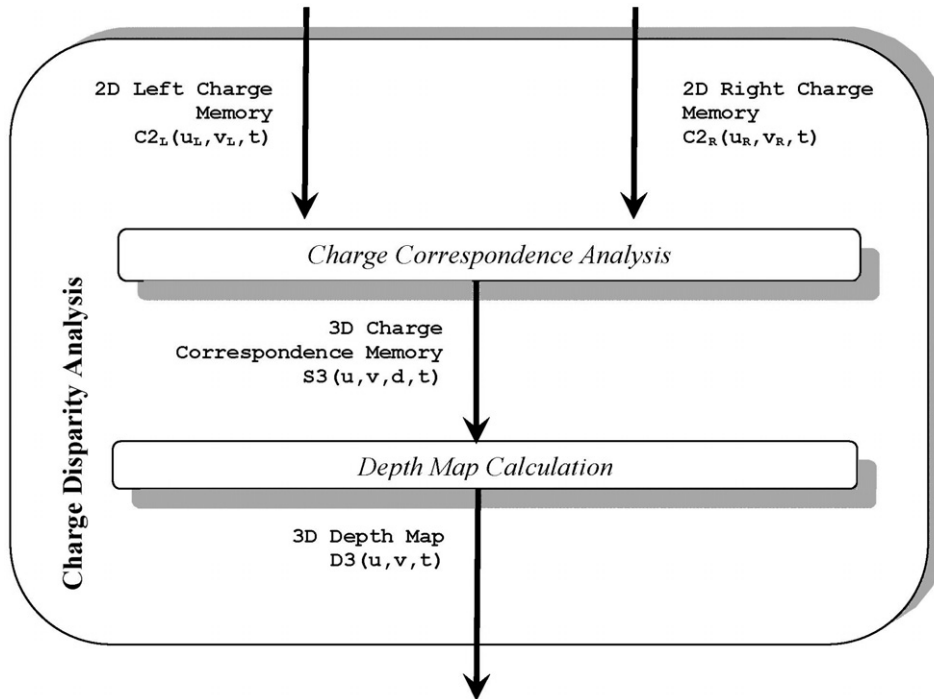 2D Left Charge
Memory
C2L(uL,vL,t)
2D Right Charge
Memory
C2R(uR,vR,t)
Charge Correspondence Analysis
3D Charge
Correspondence Memory
S3(u,v,d,t)
Depth Map Calculation
3D Depth Map
D3(u,v,t)
Charge Disparity Analysis